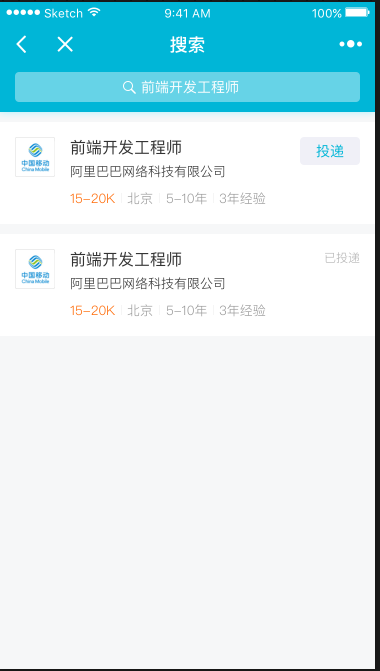 Sketch 9:41 AM 100%
搜索
前端开发工程师
中国移动
China Mobile
前端开发工程师
投递
阿里巴巴网络科技有限公司
15-20K 北京 5-10年 3年经验
中国移动
China Mobile
前端开发工程师
已投递
阿里巴巴网络科技有限公司
15-20K 北京 5-10年 3年经验